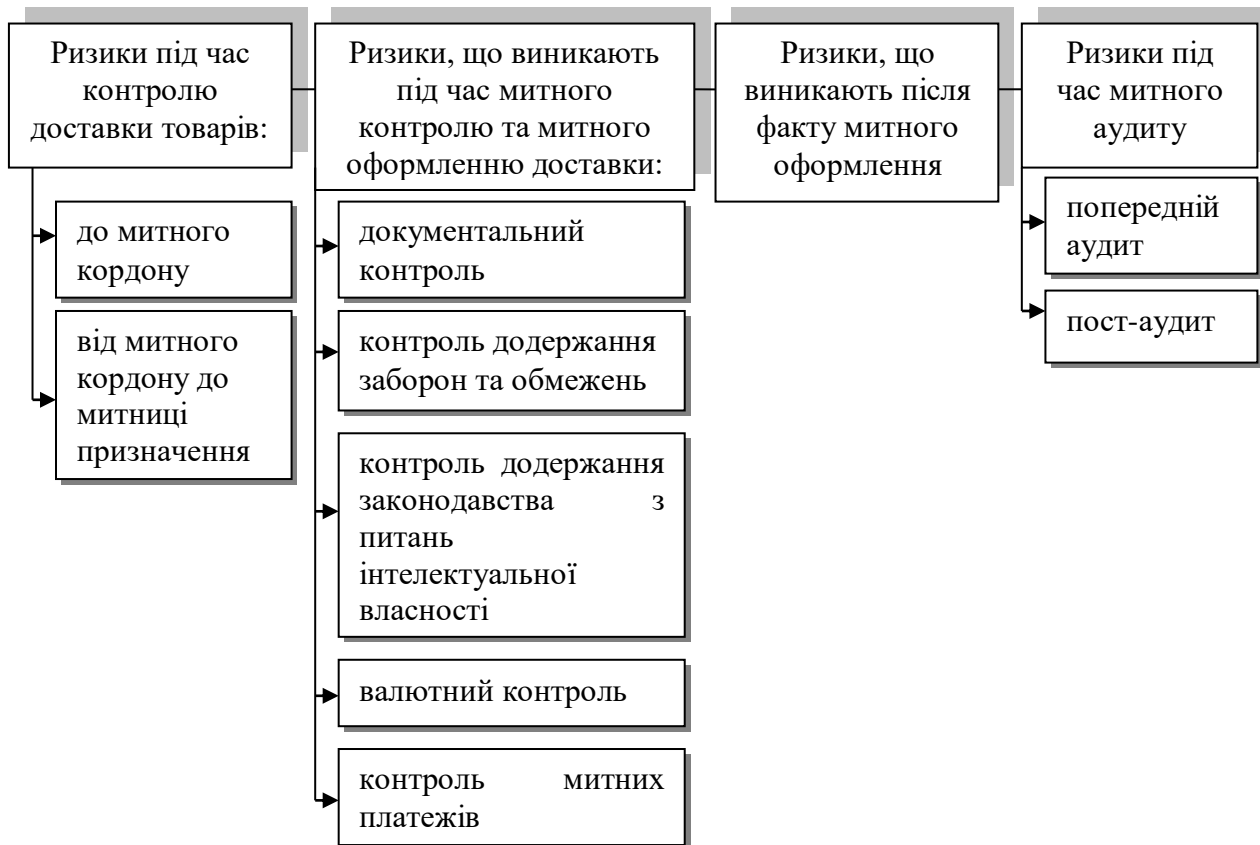 Ризики під час
контролю
доставки товарів:
до митного
кордону
від митного
кордону до
митниці
призначення
Ризики, що виникають
під час митного
контролю та митного
оформленню доставки:
документальний
контроль
контроль додержання
заборон та обмежень
контроль додержання
законодавства з
питань
інтелектуальної
власності
валютний контроль
контроль митних
платежів
Ризики, що
виникають після
факту митного
оформлення
Ризики під
час митного
аудиту
попередній
аудит
пост-аудит